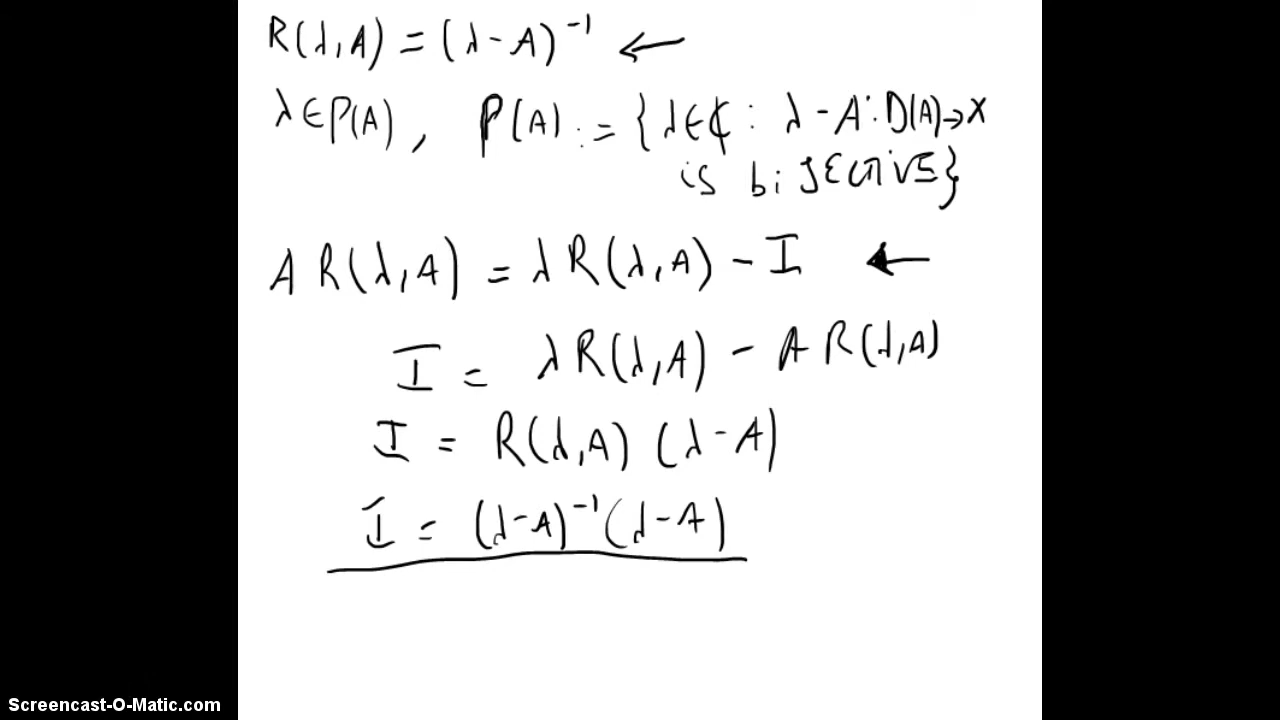 R(λ,A) = (λ-A)⁻¹ ←
λ∈ρ(A), ρ(A) := {λ∈ℂ : λ-A : D(A)→X
is bijective}
A R(λ,A) = λ R(λ,A) - I ←
I = λ R(λ,A) - A R(λ,A)
I = R(λ,A) (λ-A)
I = (λ-A)⁻¹(λ-A)
Screencast-O-Matic.com